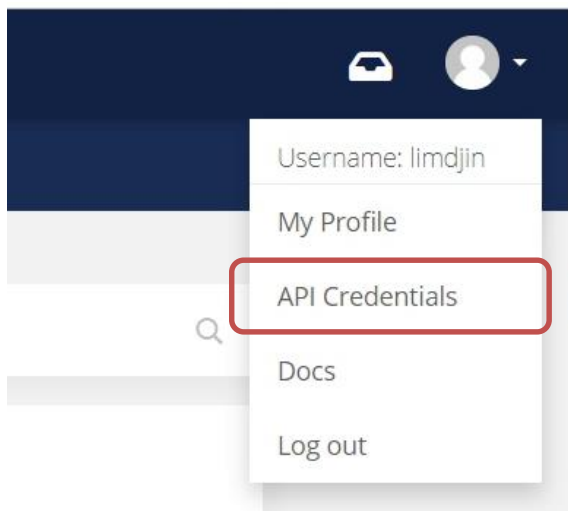 Username: limdjin
My Profile
API Credentials
Docs
Log out